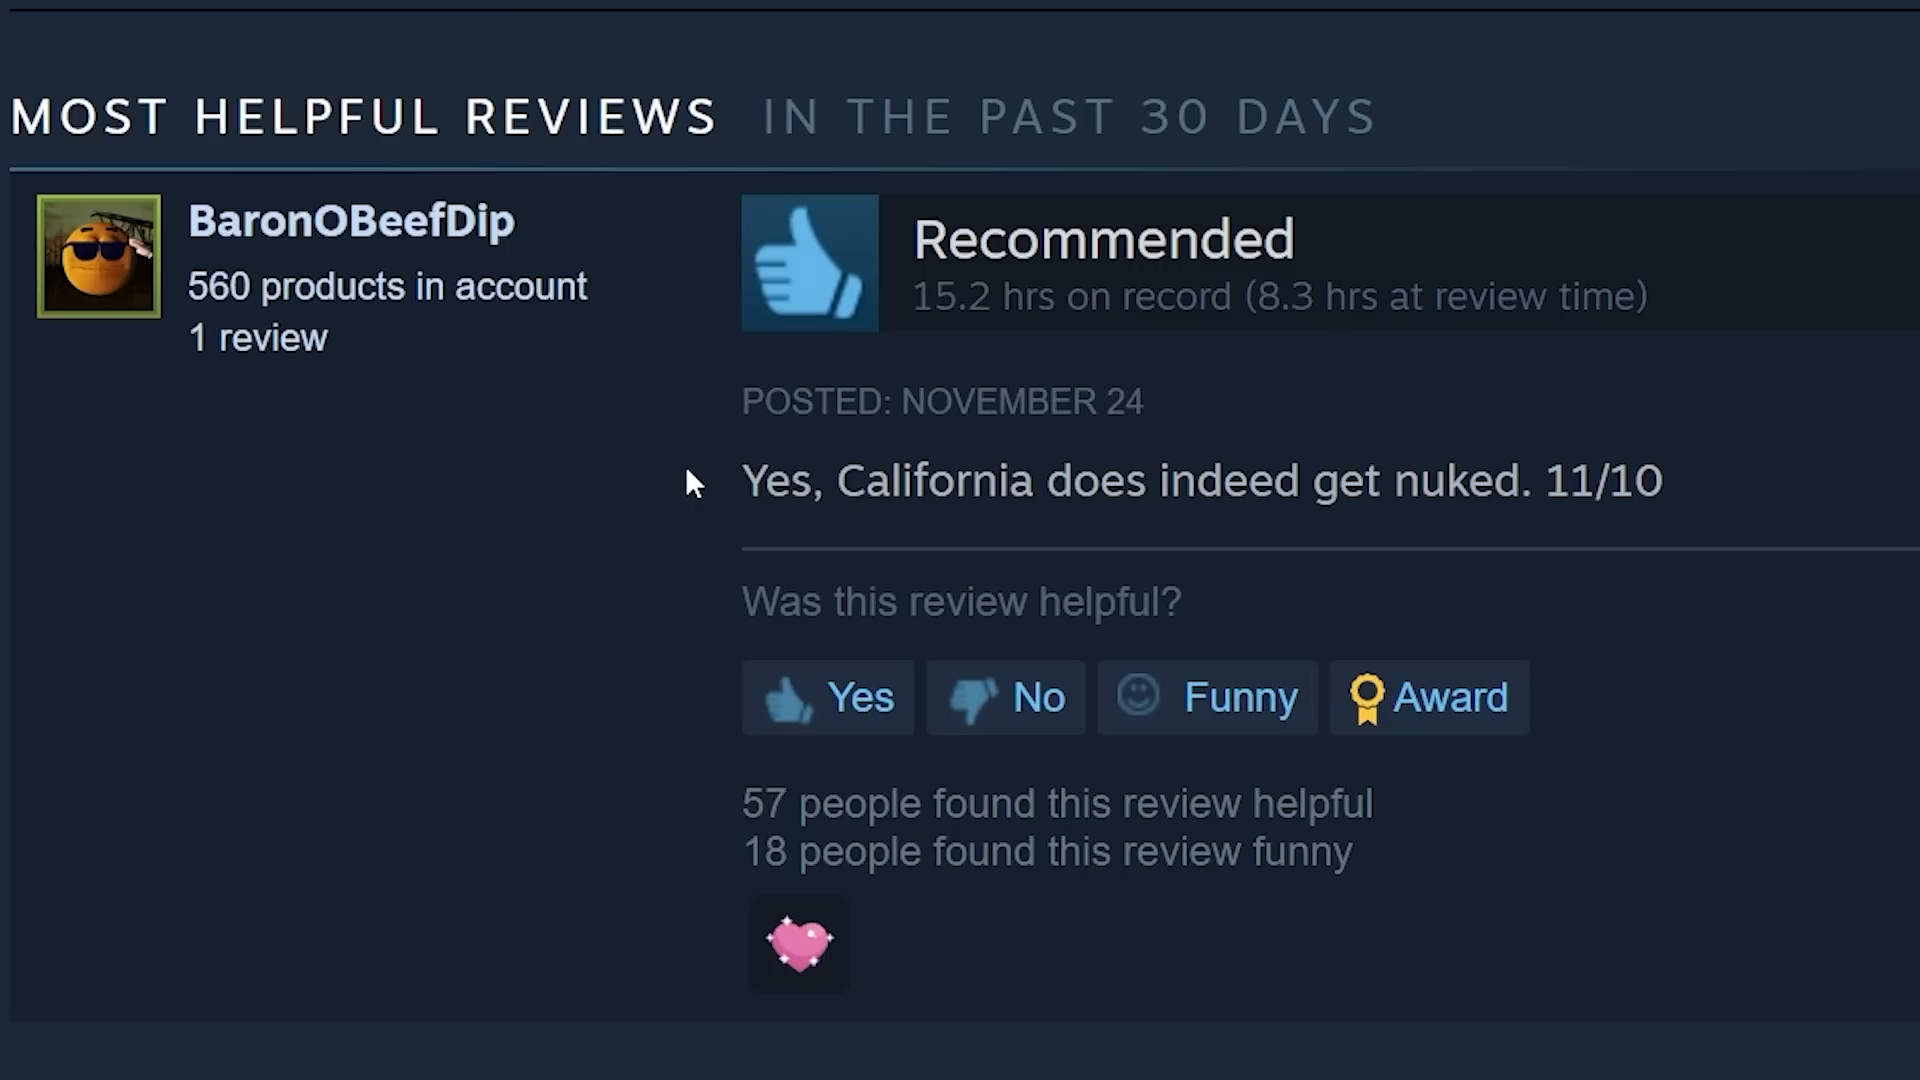 MOST HELPFUL REVIEWS IN THE PAST 30 DAYS
BaronOBeefDip
560 products in account
1 review
Recommended
15.2 hrs on record (8.3 hrs at review time)
POSTED: NOVEMBER 24
Yes, California does indeed get nuked. 11/10
Was this review helpful?
Yes No Funny Award
57 people found this review helpful
18 people found this review funny